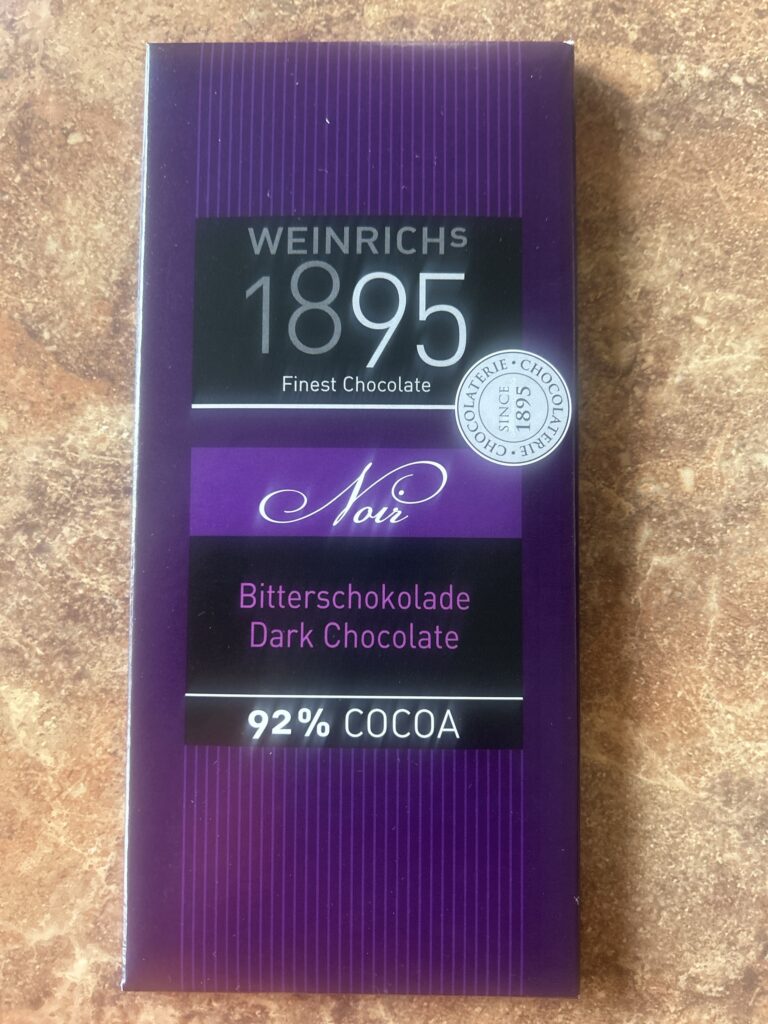 WEINRICHS
1895
Finest Chocolate
CHOCOLATERIE • CHOCOLATERIE •
SINCE
1895
Noir
Bitterschokolade
Dark Chocolate
92% COCOA